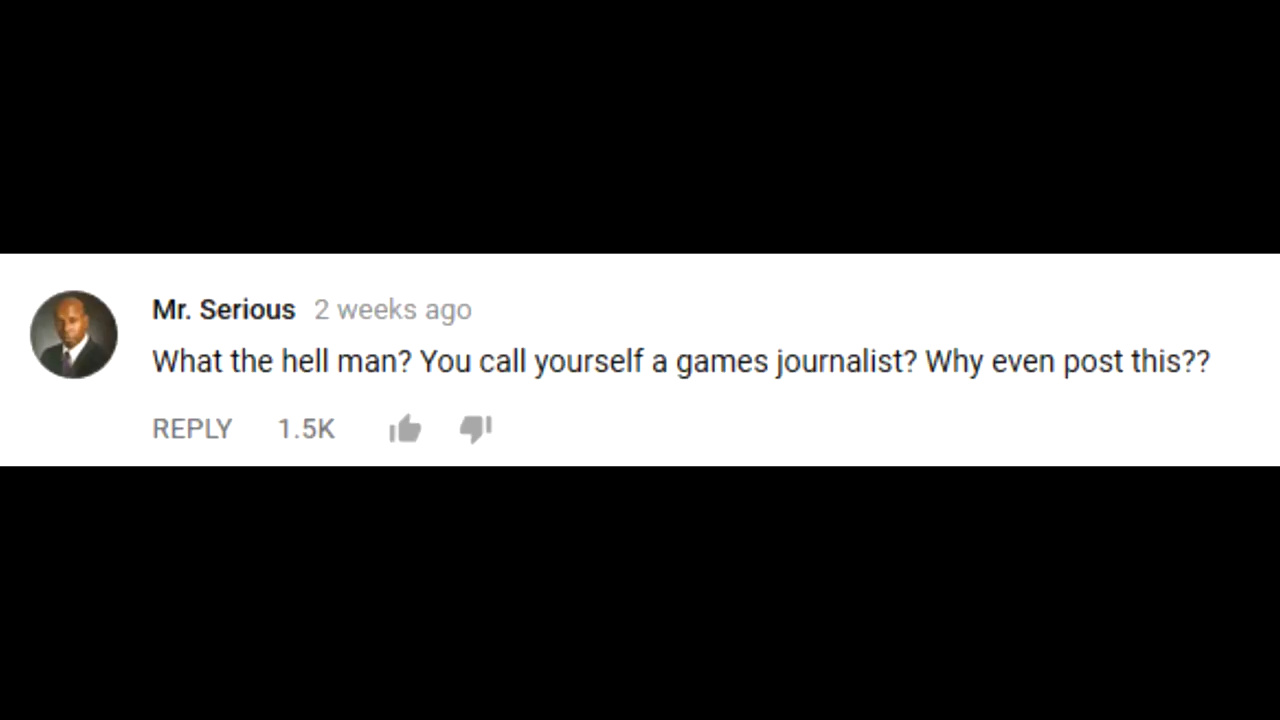 Mr. Serious 2 weeks ago
What the hell man? You call yourself a games journalist? Why even post this??
REPLY 1.5K